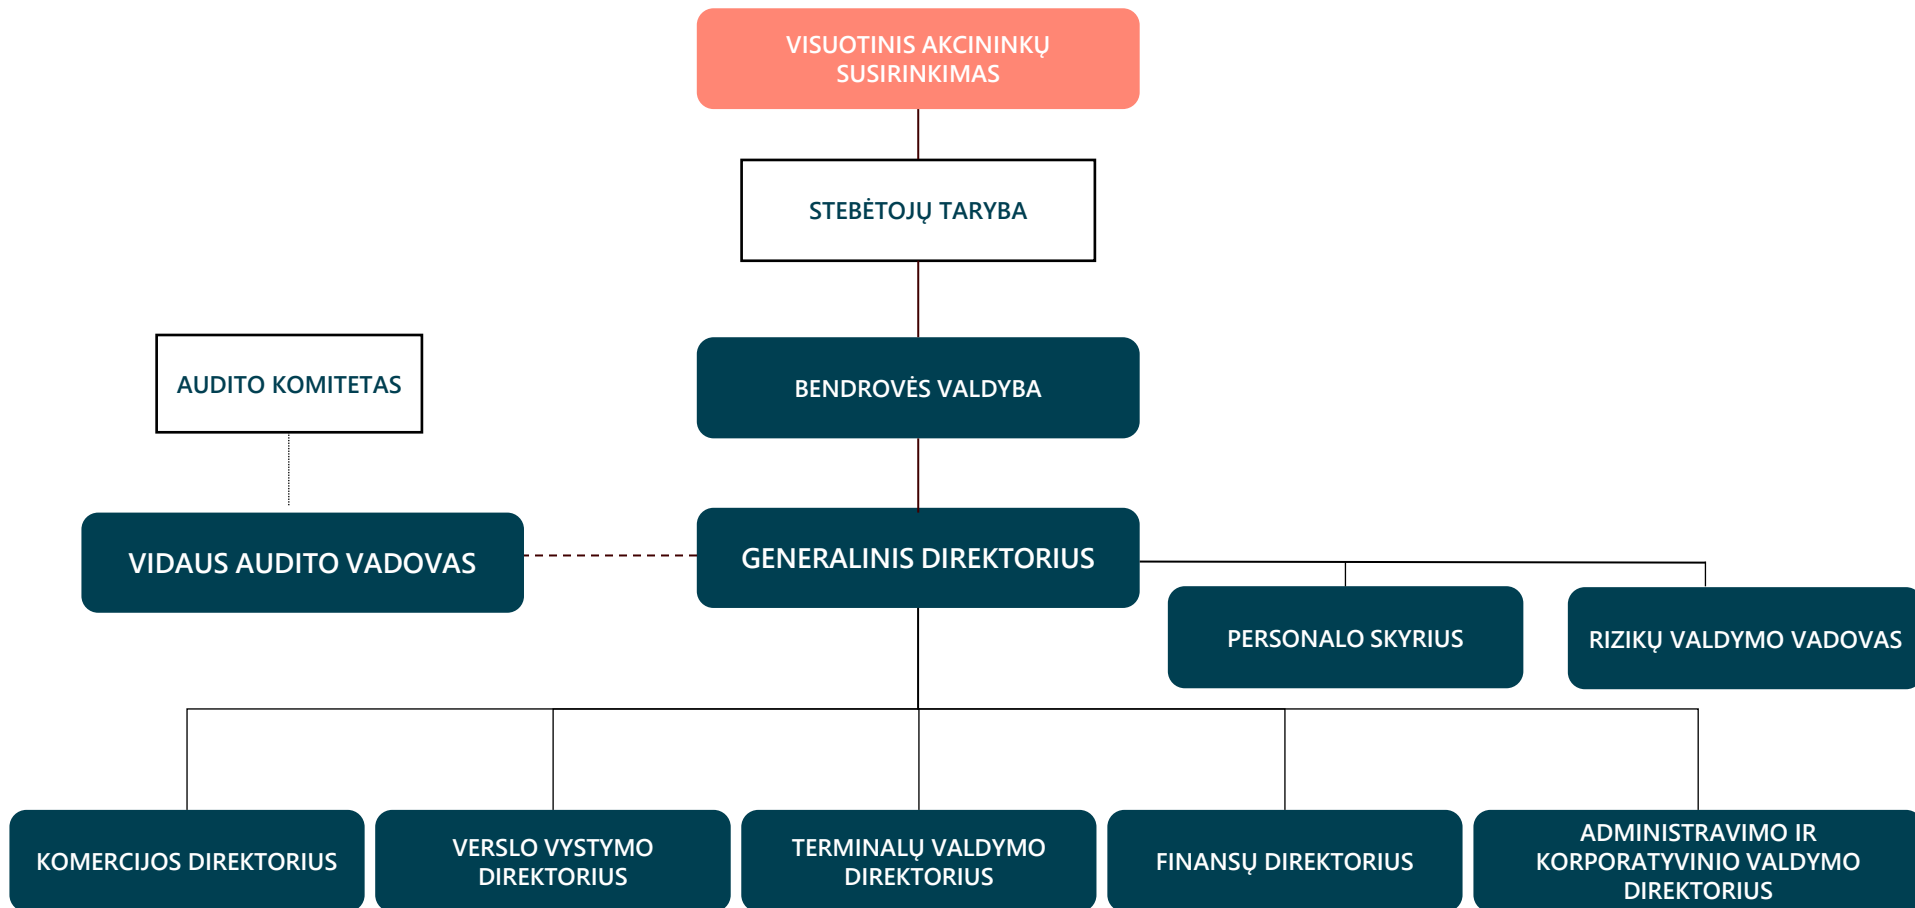 VISUOTINIS AKCININKŲ
SUSIRINKIMAS
STEBĖTOJŲ TARYBA
AUDITO KOMITETAS
BENDROVĖS VALDYBA
VIDAUS AUDITO VADOVAS
GENERALINIS DIREKTORIUS
PERSONALO SKYRIUS
RIZIKŲ VALDYMO VADOVAS
KOMERCIJOS DIREKTORIUS
VERSLO VYSTYMO
DIREKTORIUS
TERMINALŲ VALDYMO
DIREKTORIUS
FINANSŲ DIREKTORIUS
ADMINISTRAVIMO IR
KORPORATYVINIO VALDYMO
DIREKTORIUS